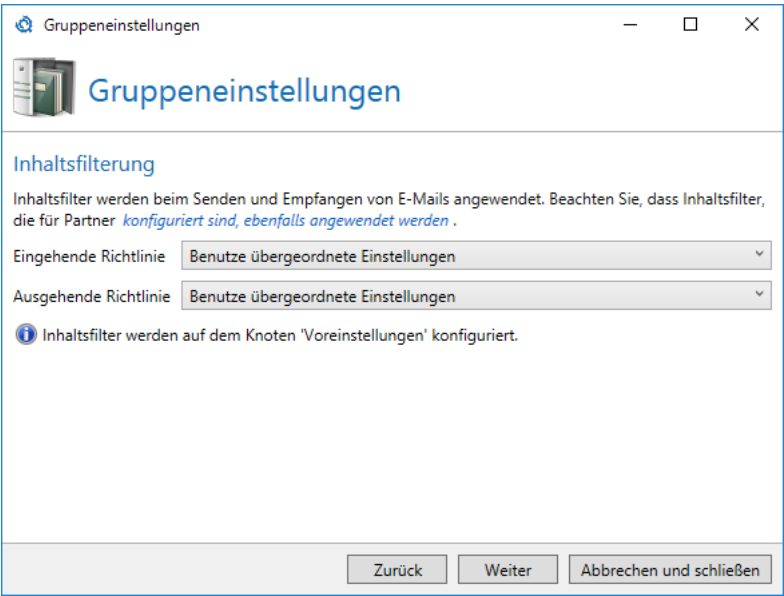 Gruppeneinstellungen
Gruppeneinstellungen
Inhaltsfilterung
Inhaltsfilter werden beim Senden und Empfangen von E-Mails angewendet. Beachten Sie, dass Inhaltsfilter,
die für Partner konfiguriert sind, ebenfalls angewendet werden .
Eingehende Richtlinie Benutze übergeordnete Einstellungen
Ausgehende Richtlinie Benutze übergeordnete Einstellungen
Inhaltsfilter werden auf dem Knoten 'Voreinstellungen' konfiguriert.
Zurück Weiter Abbrechen und schließen